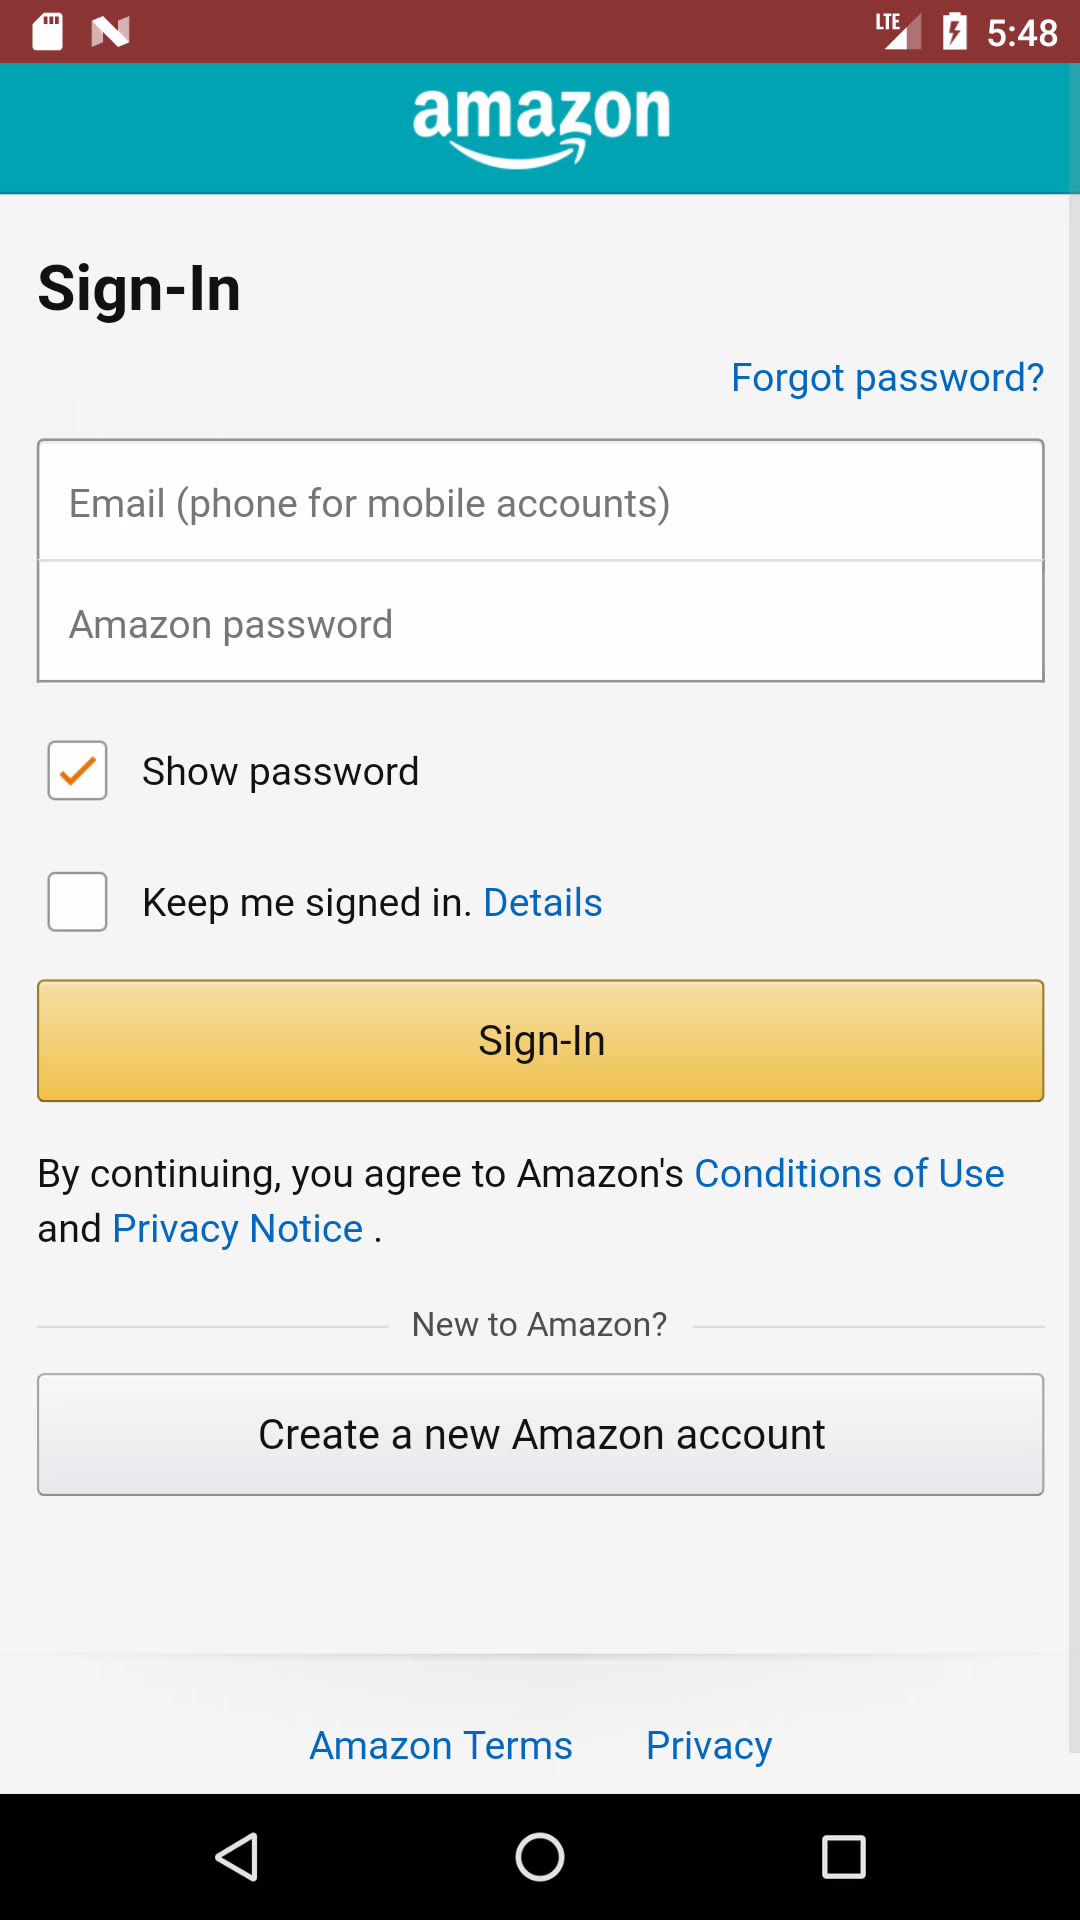 LTE 5:48
amazon
Sign-In
Forgot password?
Email (phone for mobile accounts)
Amazon password
Show password
Keep me signed in. Details
Sign-In
By continuing, you agree to Amazon's Conditions of Use
and Privacy Notice .
New to Amazon?
Create a new Amazon account
Amazon Terms Privacy